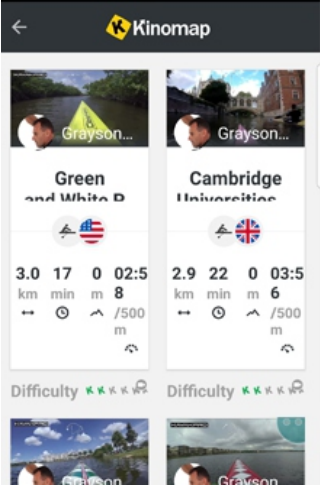 Kinomap
Grayson...
Grayson...
Green
and White R
Cambridge
Universities
3.0 17 0 02:5
8
km min m /500
m
2.9 22 0 03:5
6
km min m /500
m
Difficulty
Difficulty
Grayson
Grayson